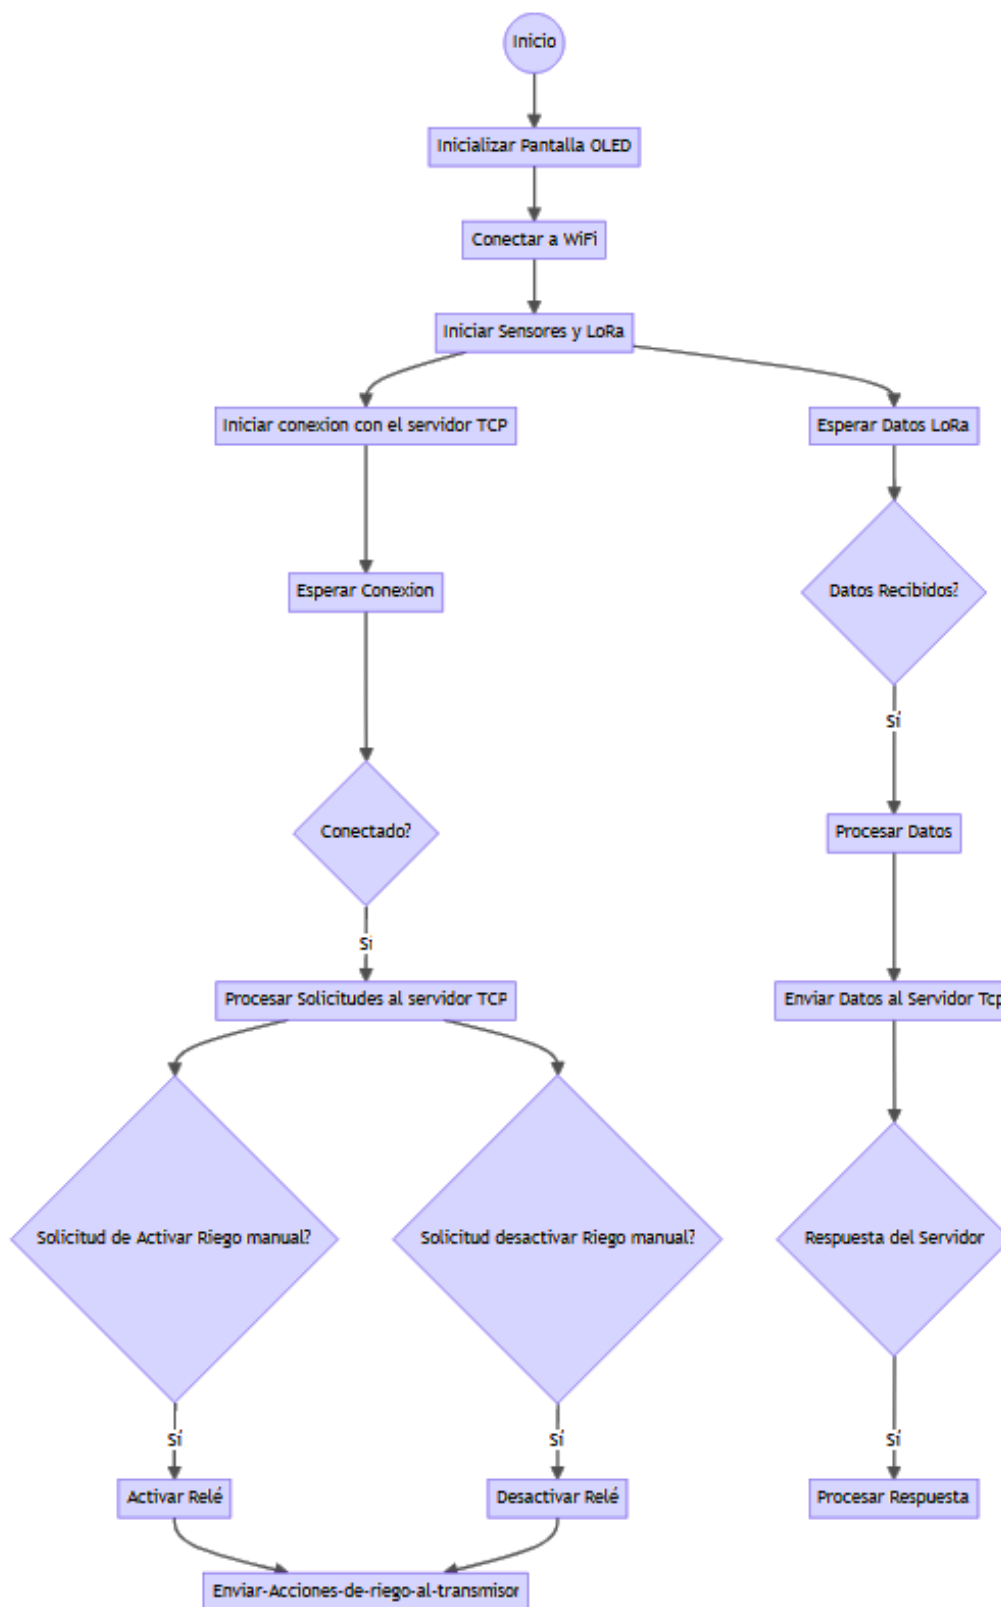 Inicio
Inicializar Pantalla OLED
Conectar a WiFi
Iniciar Sensores y LoRa
Iniciar conexion con el servidor TCP
Esperar Datos LoRa
Esperar Conexion
Datos Recibidos?
Sí
Conectado?
Procesar Datos
Sí
Procesar Solicitudes al servidor TCP
Enviar Datos al Servidor Tcp
Solicitud de Activar Riego manual?
Solicitud desactivar Riego manual?
Respuesta del Servidor
Sí
Sí
Sí
Activar Relé
Desactivar Relé
Procesar Respuesta
Enviar-Acciones-de-riego-al-transmisor